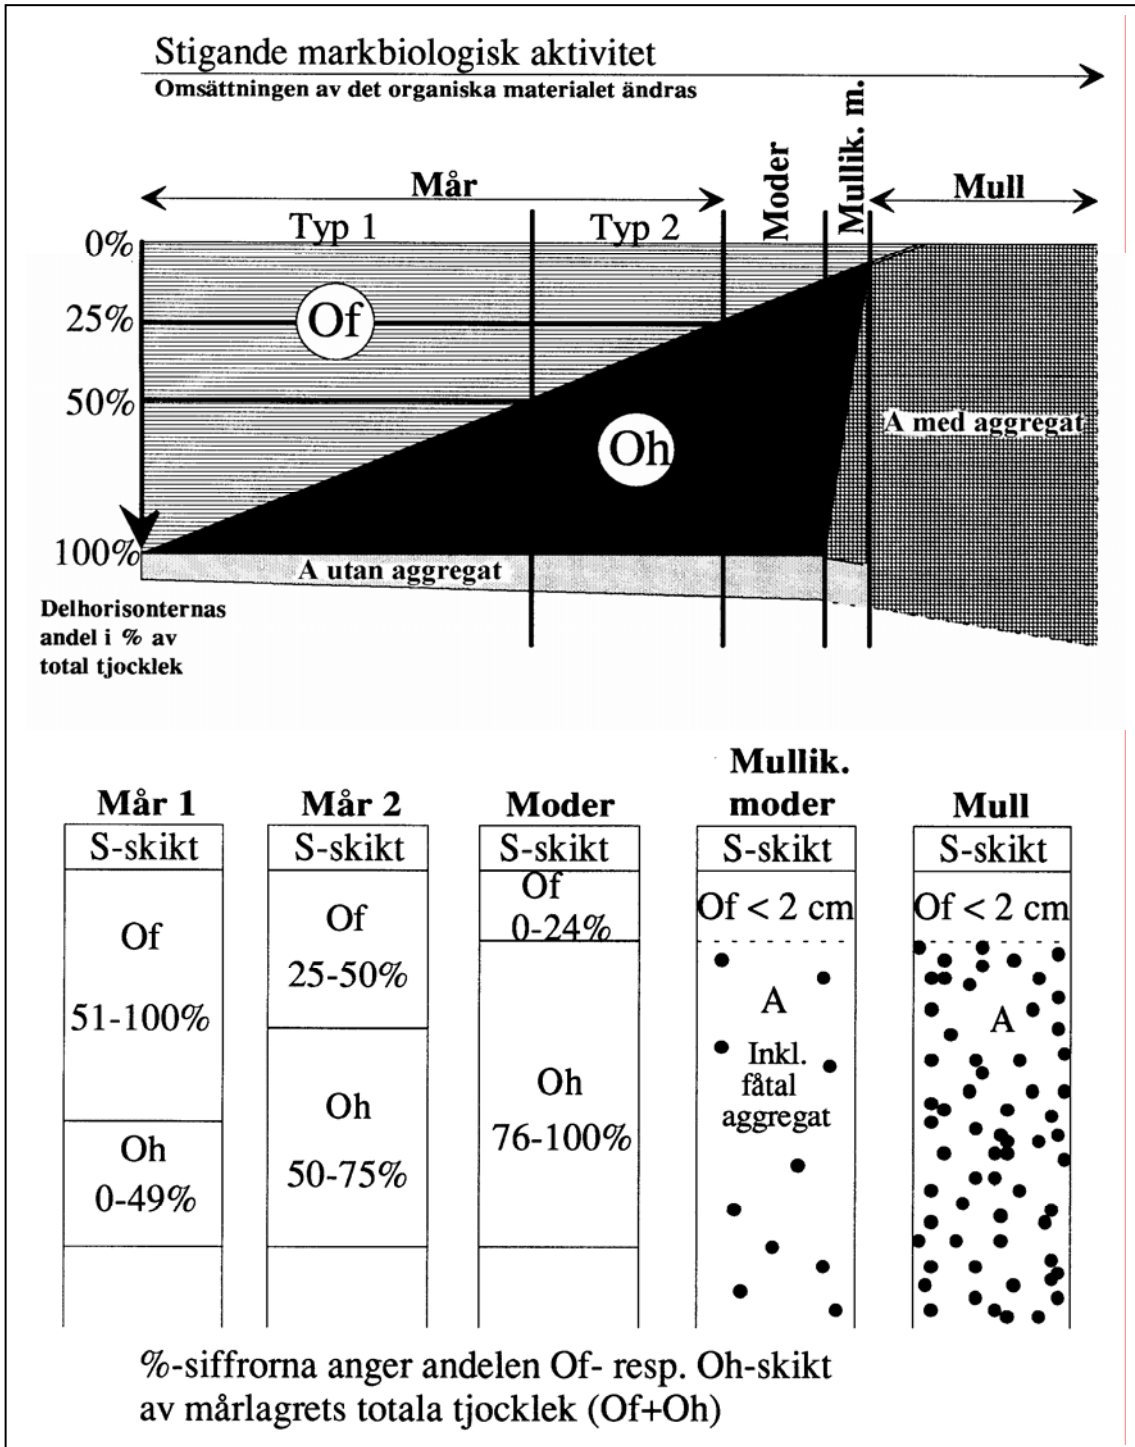 Stigande markbiologisk aktivitet
Omsättningen av det organiska materialet ändras
Mår
Moder
Mullik. m.
Mull
Typ 1
Typ 2
0%
25%
50%
100%
Of
Oh
A med aggregat
A utan aggregat
Delhorisonternas
andel i % av
total tjocklek
Mår 1
S-skikt
Of
51-100%
Oh
0-49%
Mår 2
S-skikt
Of
25-50%
Oh
50-75%
Moder
S-skikt
Of
0-24%
Oh
76-100%
Mullik.
moder
S-skikt
Of < 2 cm
A
Inkl.
fåtal
aggregat
Mull
S-skikt
Of < 2 cm
A
%-siffrorna anger andelen Of- resp. Oh-skikt
av mårlagrets totala tjocklek (Of+Oh)